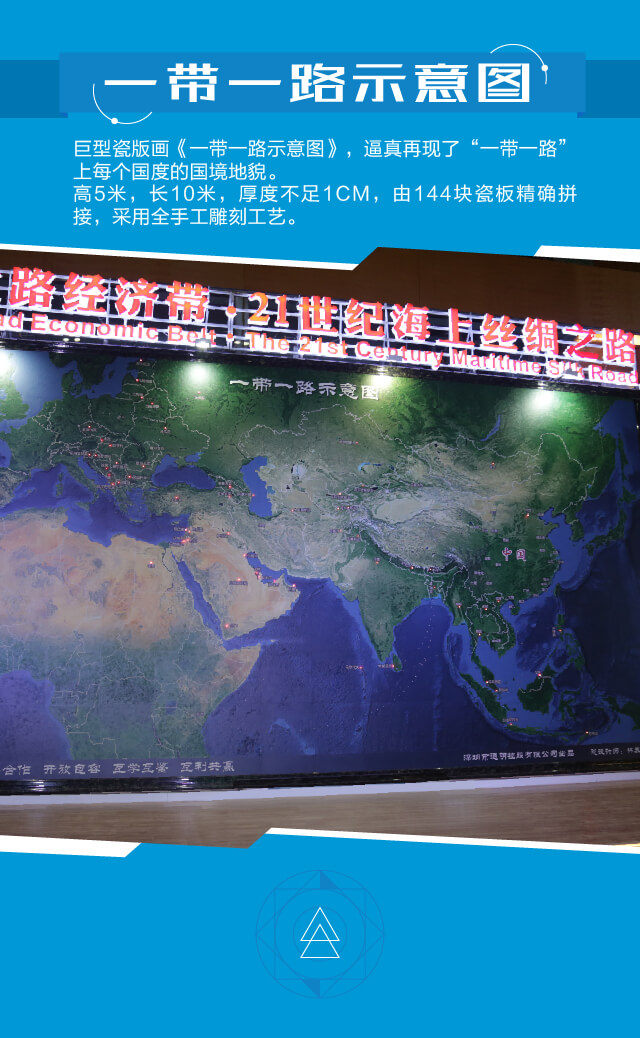 一带一路示意图
巨型瓷版画《一带一路示意图》，逼真再现了“一带一路”
上每个国度的国境地貌。
高5米，长10米，厚度不足1CM，由144块瓷板精确拼
接，采用全手工雕刻工艺。
路经济带·21世纪海上丝绸之路
ad Economic Belt·The 21st Century Maritime Silk Road
一带一路示意图
中国
合作 开放包容 互学互鉴 互利共赢